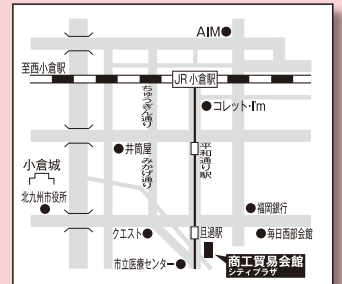 AIM
至西小倉駅
JR 小倉駅
ちゅうぎん通り
コレット・I'm
井筒屋
みかげ通り
平和通り駅
小倉城
北九州市役所
福岡銀行
クエスト
旦過駅
毎日西部会館
商工貿易会館
シティプラザ
市立医療センター